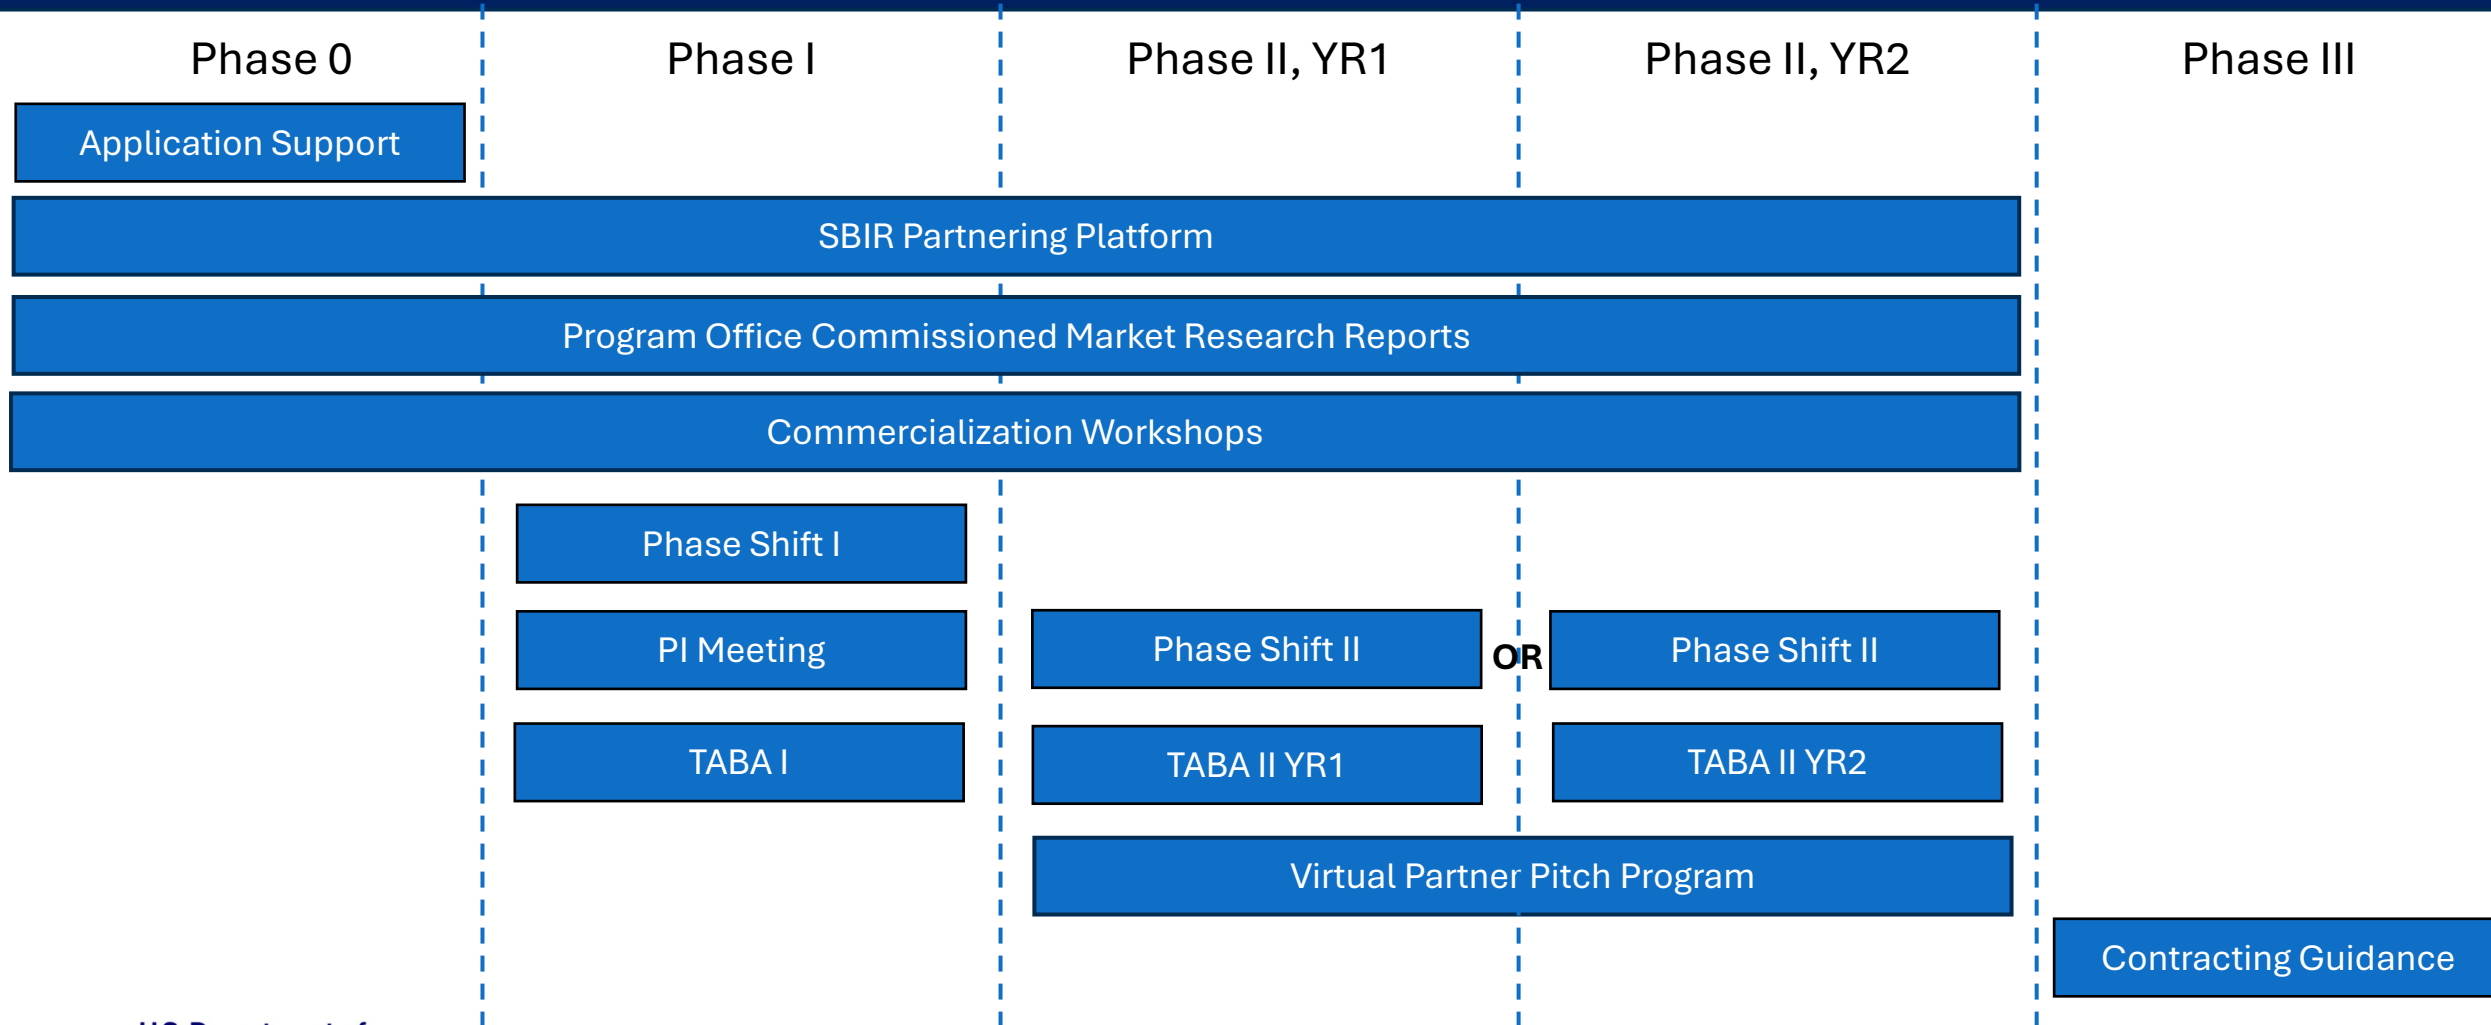 Phase 0
Phase I
Phase II, YR1
Phase II, YR2
Phase III
Application Support
SBIR Partnering Platform
Program Office Commissioned Market Research Reports
Commercialization Workshops
Phase Shift I
PI Meeting
Phase Shift II
OR
Phase Shift II
TABA I
TABA II YR1
TABA II YR2
Virtual Partner Pitch Program
Contracting Guidance